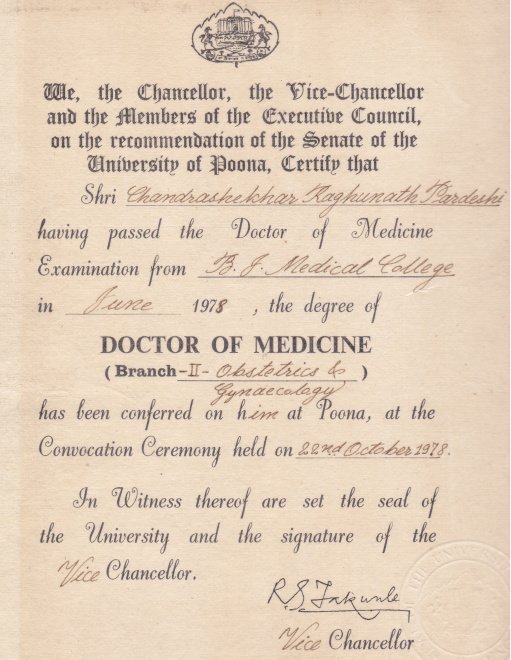 We, the Chancellor, the Vice-Chancellor
and the Members of the Executive Council,
on the recommendation of the Senate of the
University of Poona, Certify that
Shri Chandrashekhar Raghunath Pardeshi
having passed the Doctor of Medicine
Examination from B. J. Medical College
in June 1978, the degree of
DOCTOR OF MEDICINE
(Branch -II- Obstetrics &
Gynaecology)
has been conferred on him at Poona, at the
Convocation Ceremony held on 22nd October 1978.
In Witness thereof are set the seal of
the University and the signature of the
Vice Chancellor.
Vice Chancellor